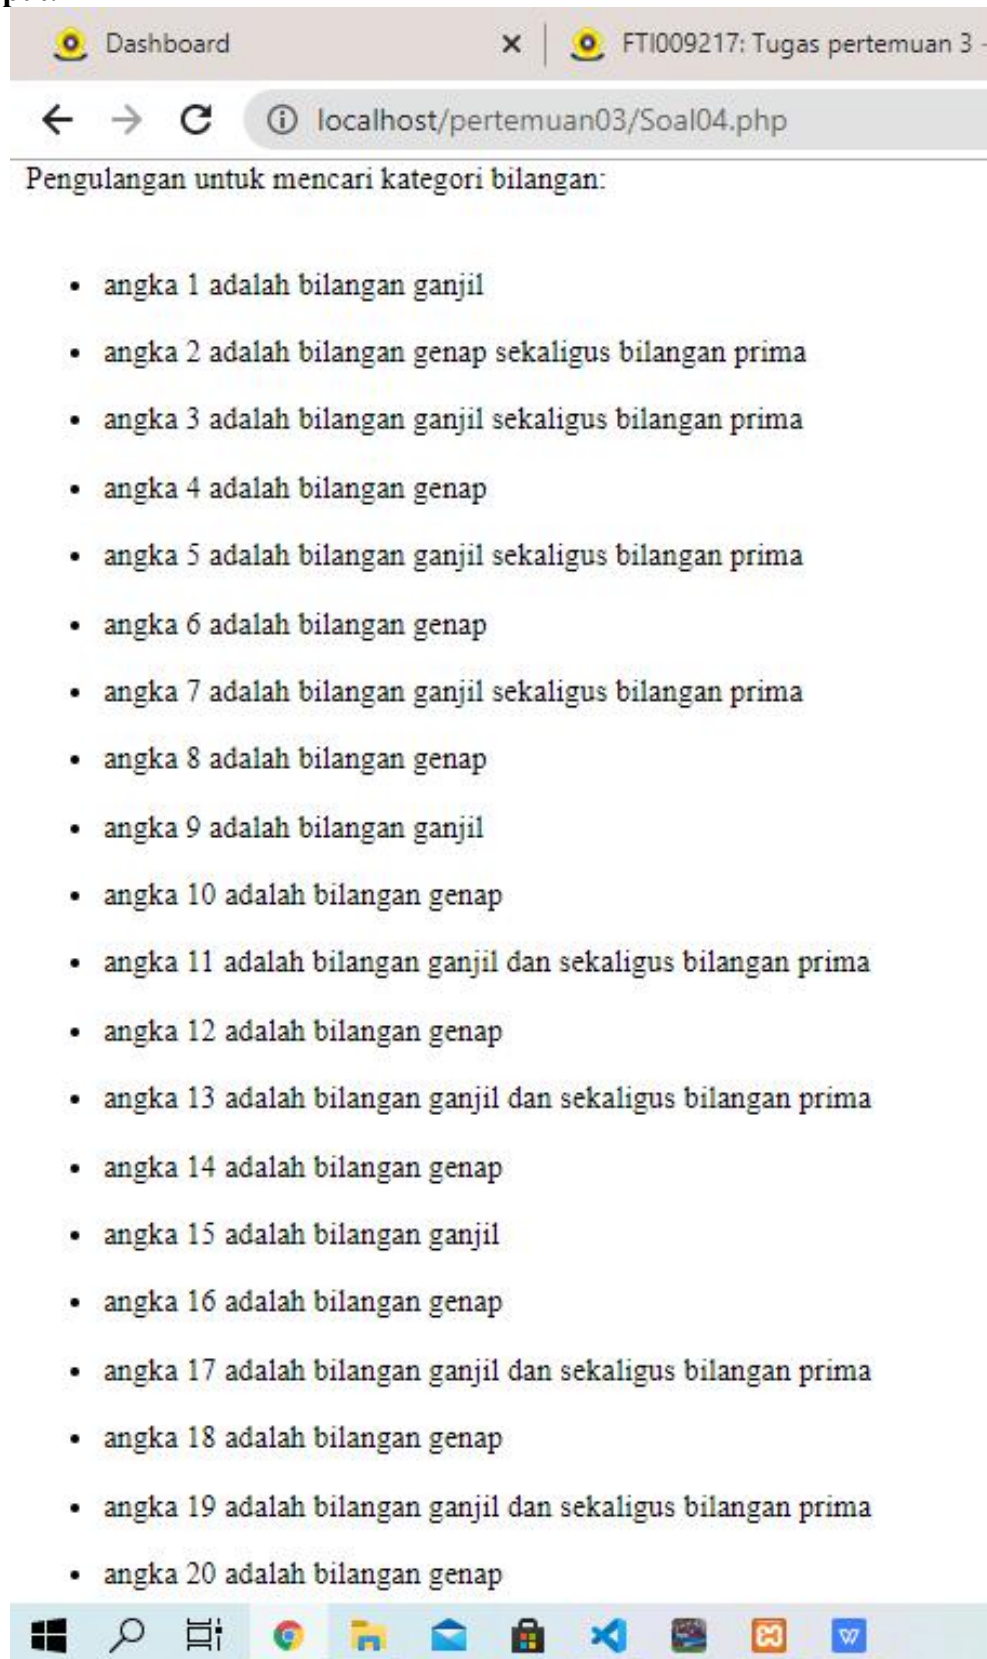 Dashboard
FTI009217: Tugas pertemuan 3 -
localhost/pertemuan03/Soal04.php
Pengulangan untuk mencari kategori bilangan:
• angka 1 adalah bilangan ganjil
• angka 2 adalah bilangan genap sekaligus bilangan prima
• angka 3 adalah bilangan ganjil sekaligus bilangan prima
• angka 4 adalah bilangan genap
• angka 5 adalah bilangan ganjil sekaligus bilangan prima
• angka 6 adalah bilangan genap
• angka 7 adalah bilangan ganjil sekaligus bilangan prima
• angka 8 adalah bilangan genap
• angka 9 adalah bilangan ganjil
• angka 10 adalah bilangan genap
• angka 11 adalah bilangan ganjil dan sekaligus bilangan prima
• angka 12 adalah bilangan genap
• angka 13 adalah bilangan ganjil dan sekaligus bilangan prima
• angka 14 adalah bilangan genap
• angka 15 adalah bilangan ganjil
• angka 16 adalah bilangan genap
• angka 17 adalah bilangan ganjil dan sekaligus bilangan prima
• angka 18 adalah bilangan genap
• angka 19 adalah bilangan ganjil dan sekaligus bilangan prima
• angka 20 adalah bilangan genap